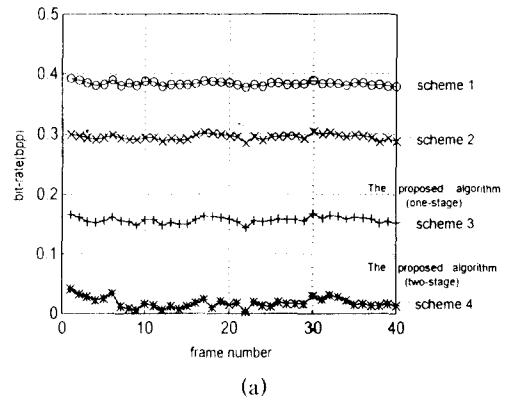 0.5
0.4
0.3
0.2
0.1
0
bit-rate(bpp)
scheme 1
scheme 2
The proposed algorithm
(one-stage)
scheme 3
The proposed algorithm
(two-stage)
scheme 4
0 10 20 30 40
frame number
(a)